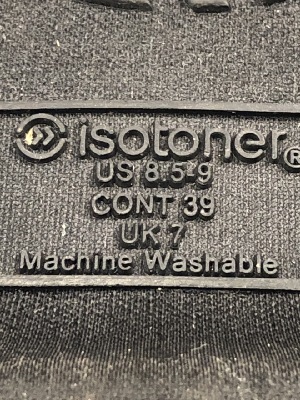 isotoner®
US 8.5-9
CONT 39
UK 7
Machine Washable